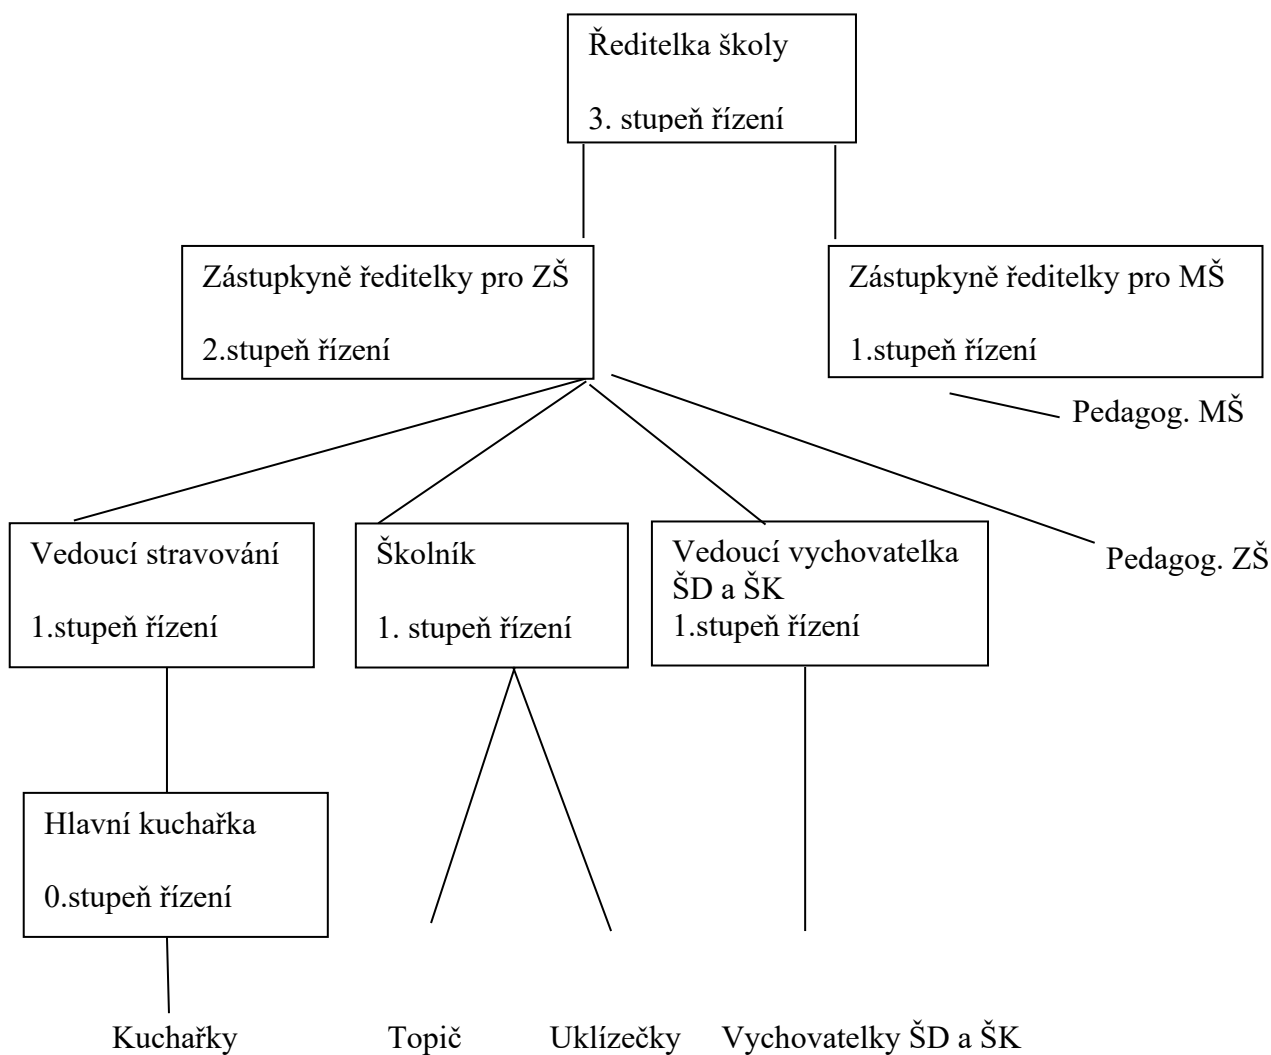 Ředitelka školy
3. stupeň řízení
Zástupkyně ředitelky pro ZŠ
2.stupeň řízení
Zástupkyně ředitelky pro MŠ
1.stupeň řízení
Pedagog. MŠ
Vedoucí stravování
1.stupeň řízení
Školník
1. stupeň řízení
Vedoucí vychovatelka
ŠD a ŠK
1.stupeň řízení
Pedagog. ZŠ
Hlavní kuchařka
0.stupeň řízení
Kuchařky
Topič
Uklízečky
Vychovatelky ŠD a ŠK